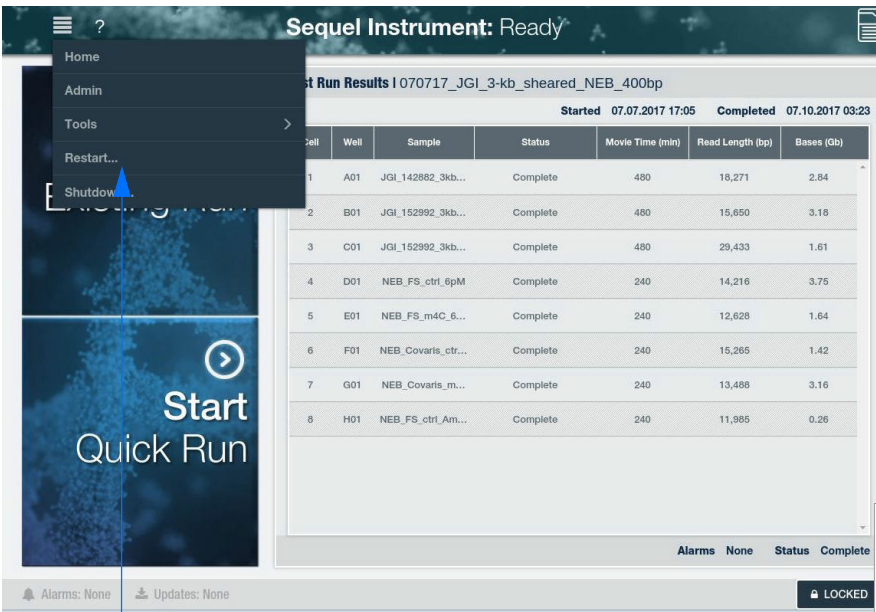 ? Sequel Instrument: Ready
Home
Admin
Tools
Restart...
Existing Run
Start
Quick Run
st Run Results | 070717_JGI_3-kb_sheared_NEB_400bp
Started 07.07.2017 17:05 Completed 07.10.2017 03:23
Cell Well Sample Status Movie Time (min) Read Length (bp) Bases (Gb)
1 A01 JGI_142882_3kb... Complete 480 18,271 2.84
2 B01 JGI_152992_3kb... Complete 480 15,650 3.18
3 C01 JGI_152992_3kb... Complete 480 29,433 1.61
4 D01 NEB_FS_ctrl_6pM Complete 240 14,216 3.75
5 E01 NEB_FS_m4C_6... Complete 240 12,628 1.64
6 F01 NEB_Covaris_ctr... Complete 240 15,265 1.42
7 G01 NEB_Covaris_m... Complete 240 13,488 3.16
8 H01 NEB_FS_ctrl_Am... Complete 240 11,985 0.26
Alarms None Status Complete
Alarms: None Updates: None
LOCKED